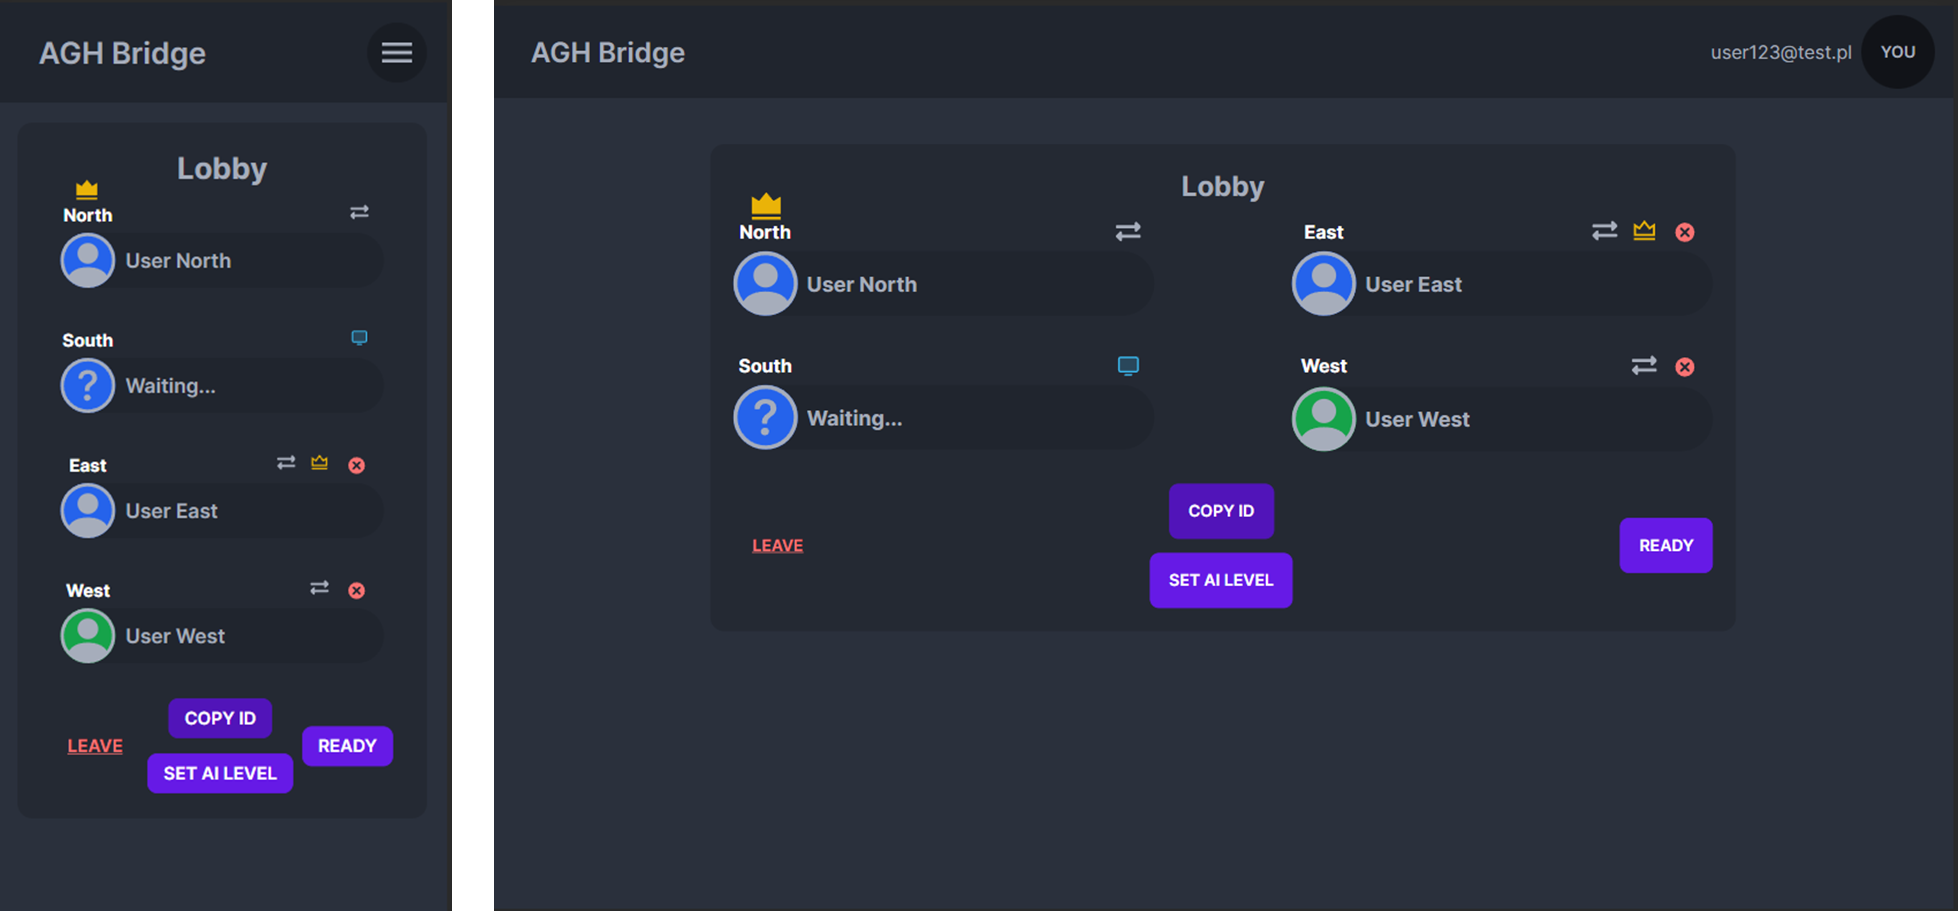 AGH Bridge
Lobby
North
User North
South
?
Waiting...
East
User East
West
User West
COPY ID
LEAVE
READY
SET AI LEVEL
AGH Bridge
user123@test.pl
YOU
Lobby
North
East
User North
User East
South
West
?
Waiting...
User West
COPY ID
LEAVE
READY
SET AI LEVEL